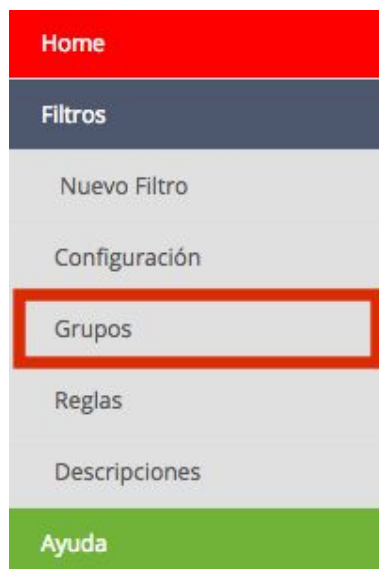 Home
Filtros
Nuevo Filtro
Configuración
Grupos
Reglas
Descripciones
Ayuda